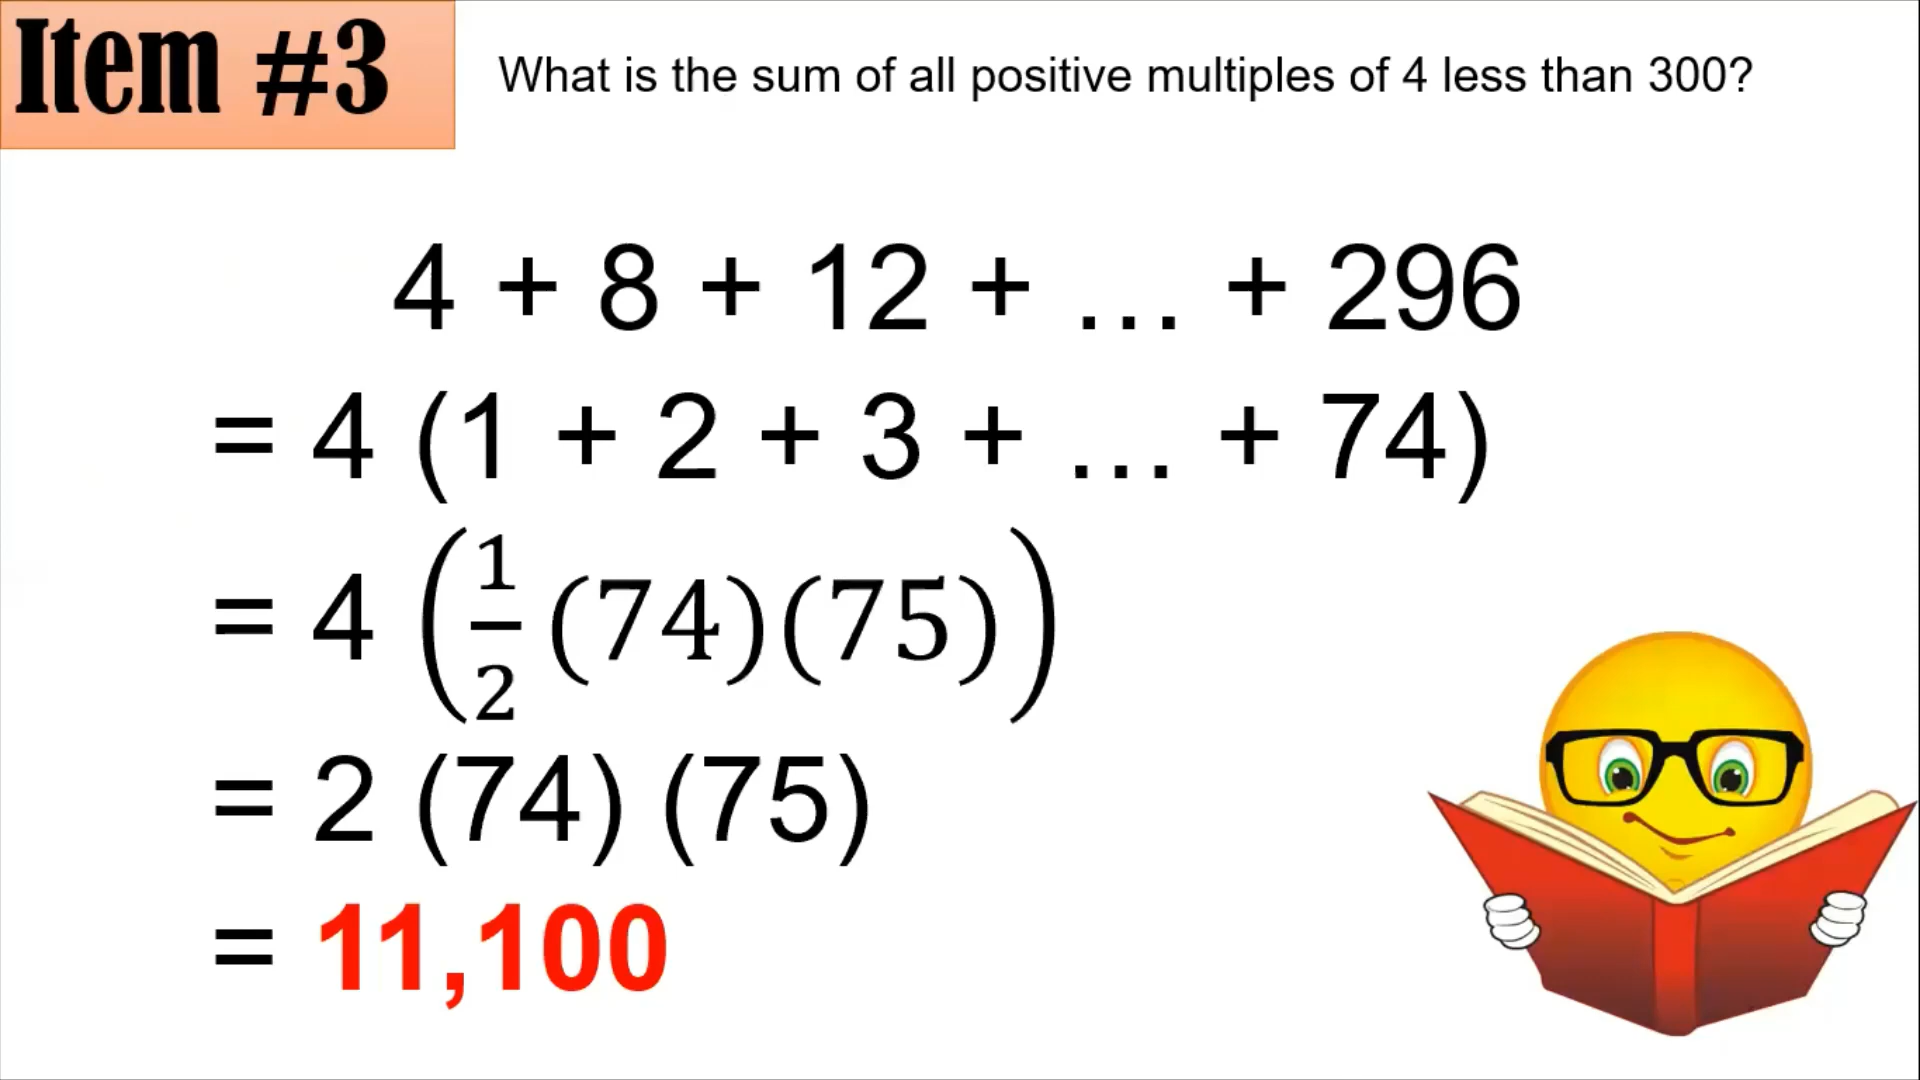 Item #3
What is the sum of all positive multiples of 4 less than 300?
4 + 8 + 12 + … + 296
= 4 (1 + 2 + 3 + … + 74)
= 4 (1/2 (74)(75))
= 2 (74) (75)
= 11,100